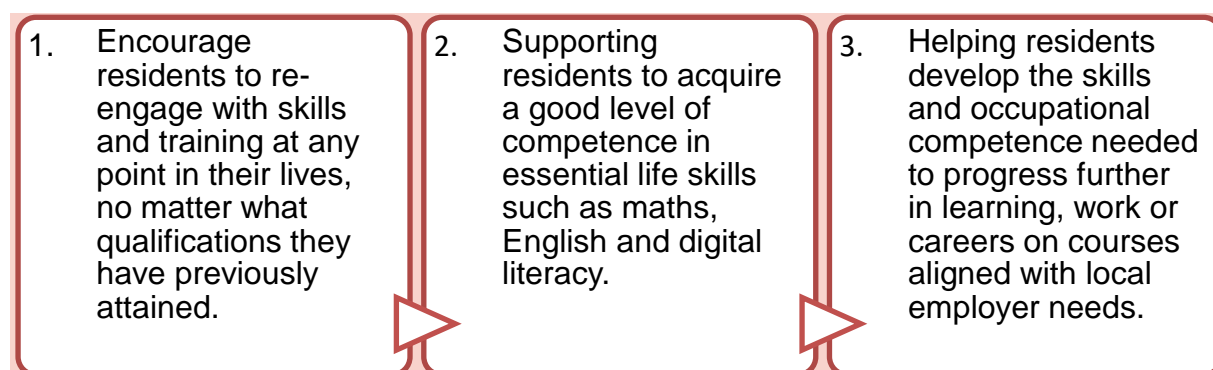 1. Encourage
residents to re-
engage with skills
and training at any
point in their lives,
no matter what
qualifications they
have previously
attained.
2. Supporting
residents to acquire
a good level of
competence in
essential life skills
such as maths,
English and digital
literacy.
3. Helping residents
develop the skills
and occupational
competence needed
to progress further
in learning, work or
careers on courses
aligned with local
employer needs.